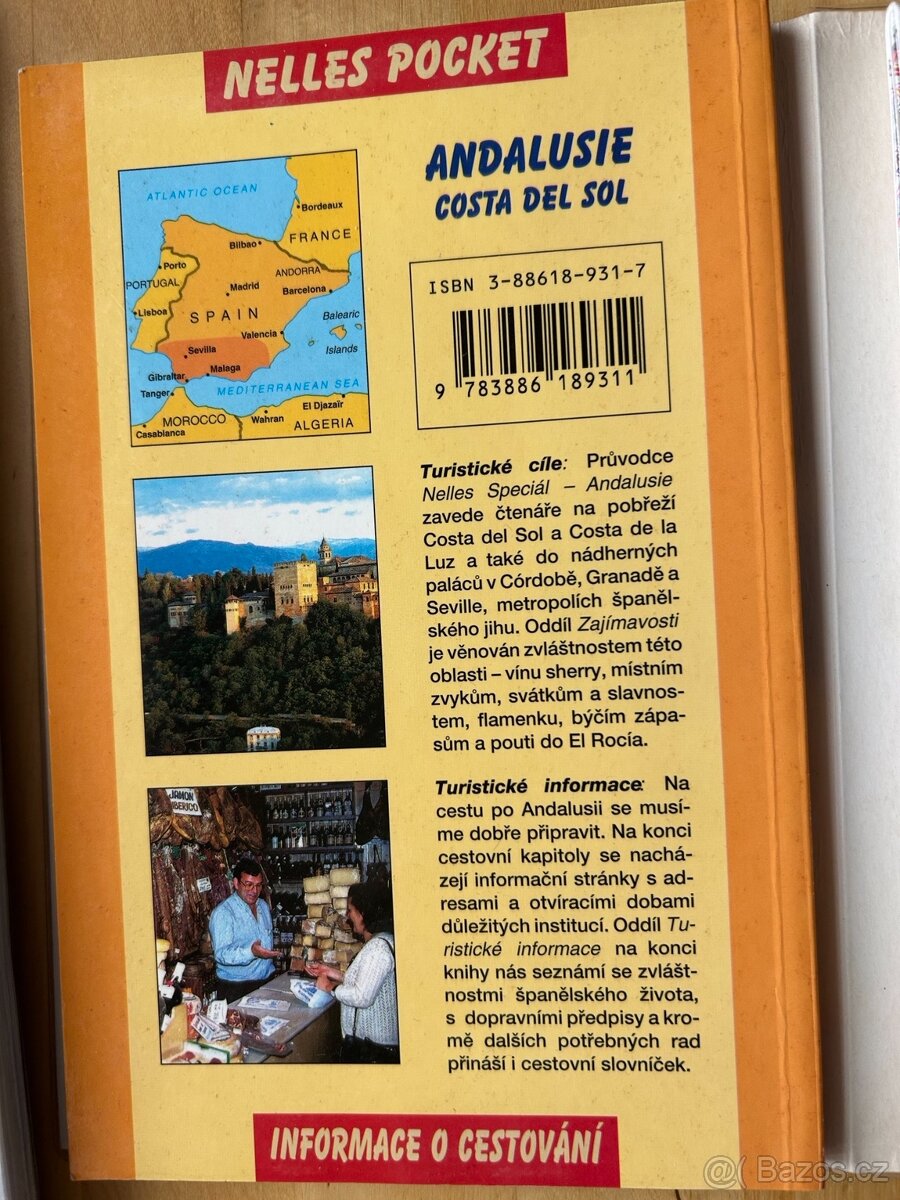 NELLES POCKET
ANDALUSIE
COSTA DEL SOL
ATLANTIC OCEAN
Bordeaux
FRANCE
Bilbao
ANDORRA
Porto
PORTUGAL
Madrid
Barcelona
Lisboa
SPAIN
Balearic
Islands
Valencia
Sevilla
Malaga
Gibraltar
MEDITERRANEAN SEA
Tanger
El Djazaïr
MOROCCO
Wahran
ALGERIA
Casablanca
ISBN 3-88618-931-7
9 783886 189311
Turistické cíle: Průvodce
Nelles Speciál – Andalusie
zavede čtenáře na pobřeží
Costa del Sol a Costa de la
Luz a také do nádherných
paláců v Córdobě, Granadě a
Seville, metropolích španěl-
ského jihu. Oddíl Zajímavosti
je věnován zvláštnostem této
oblasti – vínu sherry, místním
zvykům, svátkům a slavnos-
tem, flamenku, býčím zápa-
sům a pouti do El Rocía.
Turistické informace: Na
cestu po Andalusii se musí-
me dobře připravit. Na konci
cestovní kapitoly se nachá-
zejí informační stránky s ad-
resami a otvíracími dobami
důležitých institucí. Oddíl Tu-
ristické informace na konci
knihy nás seznámí se zvlášt-
nostmi španělského života,
s dopravními předpisy a kro-
mě dalších potřebných rad
přináší i cestovní slovníček.
JAMON
IBERICO
INFORMACE O CESTOVÁNÍ
@( Bazos.cz